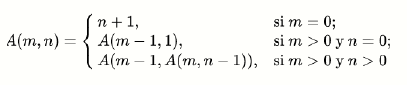 n + 1, si m = 0;
A(m, n) = { A(m − 1, 1), si m > 0 y n = 0;
A(m − 1, A(m, n − 1)), si m > 0 y n > 0